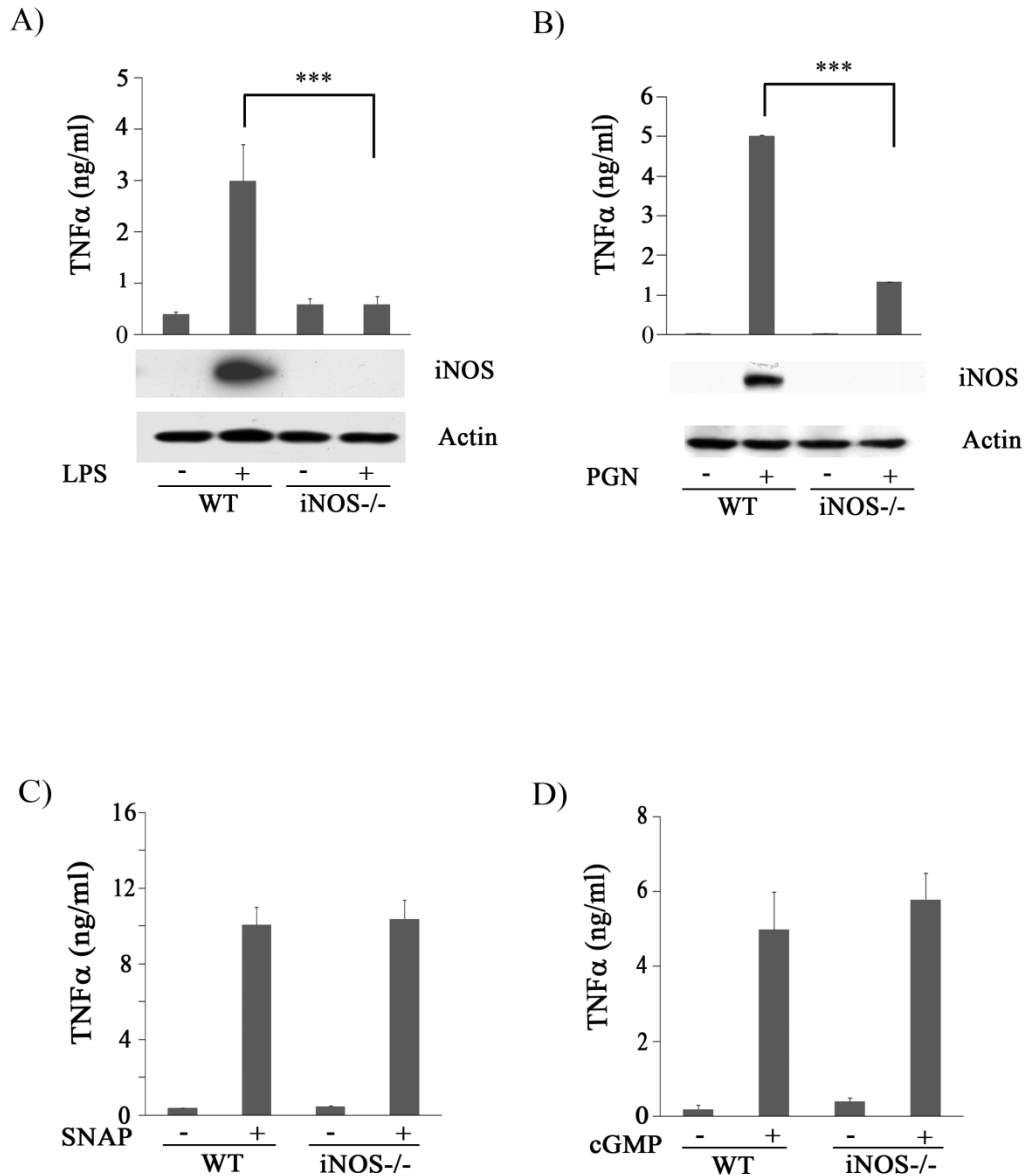 A)
***
5
4
3
2
1
0
TNFα (ng/ml)
iNOS
Actin
LPS - + - +
WT iNOS-/-
B)
***
6
5
4
3
2
1
0
TNFα (ng/ml)
iNOS
Actin
PGN - + - +
WT iNOS-/-
C)
16
12
8
4
0
TNFα (ng/ml)
SNAP - + - +
WT iNOS-/-
D)
8
6
4
2
0
TNFα (ng/ml)
cGMP - + - +
WT iNOS-/-